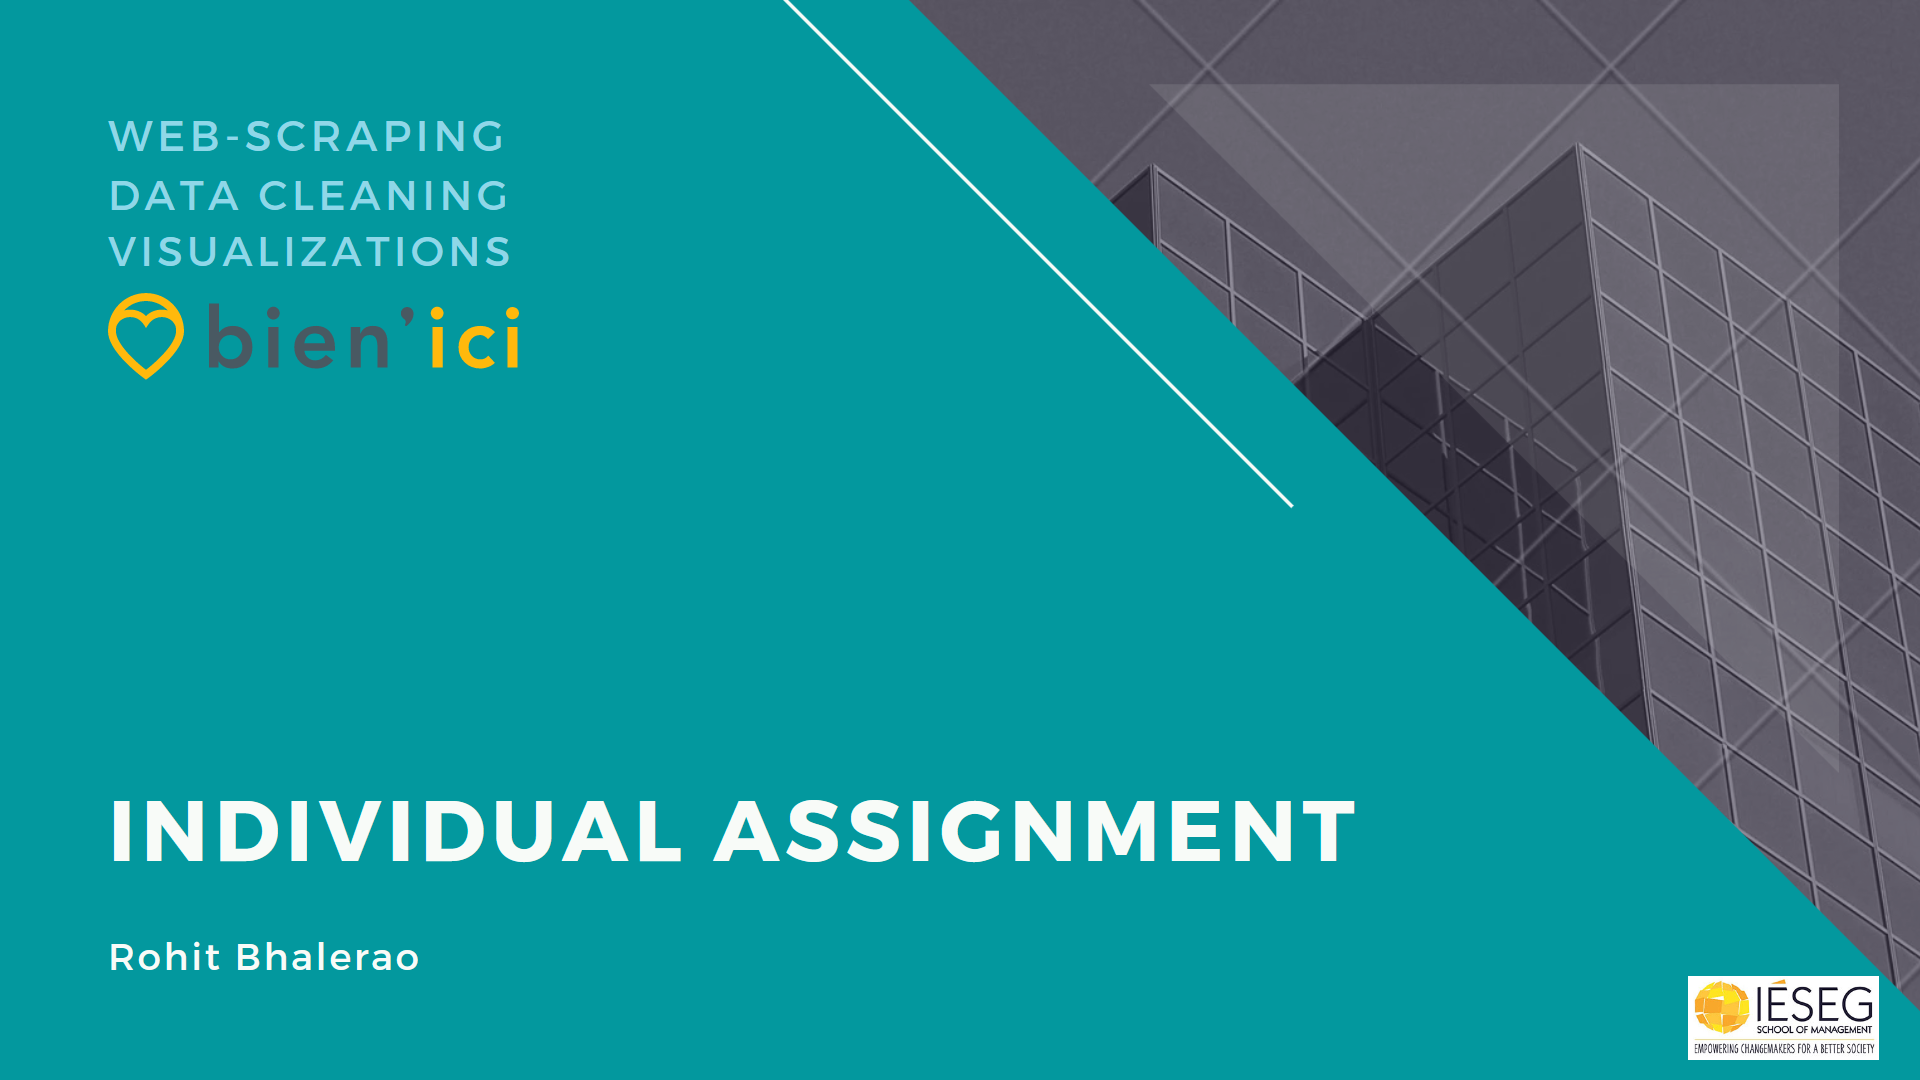 WEB-SCRAPING
DATA CLEANING
VISUALIZATIONS
bien'ici
INDIVIDUAL ASSIGNMENT
Rohit Bhalerao
IÉSEG
SCHOOL OF MANAGEMENT
EMPOWERING CHANGEMAKERS FOR A BETTER SOCIETY